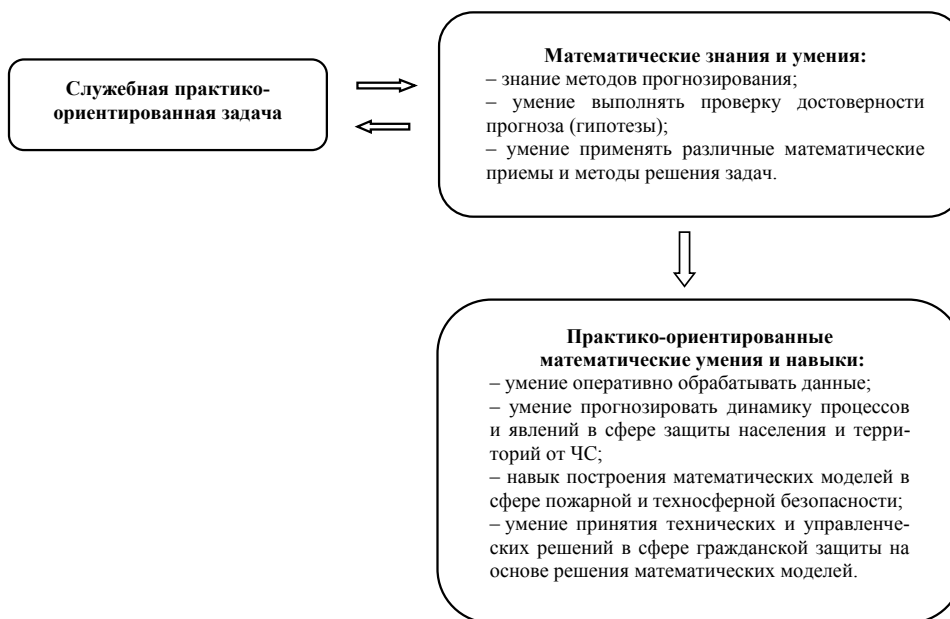 Служебная практико-
ориентированная задача
Математические знания и умения:
– знание методов прогнозирования;
– умение выполнять проверку достоверности
прогноза (гипотезы);
– умение применять различные математические
приемы и методы решения задач.
Практико-ориентированные
математические умения и навыки:
– умение оперативно обрабатывать данные;
– умение прогнозировать динамику процессов
и явлений в сфере защиты населения и терри-
торий от ЧС;
– навык построения математических моделей в
сфере пожарной и техносферной безопасности;
– умение принятия технических и управленче-
ских решений в сфере гражданской защиты на
основе решения математических моделей.